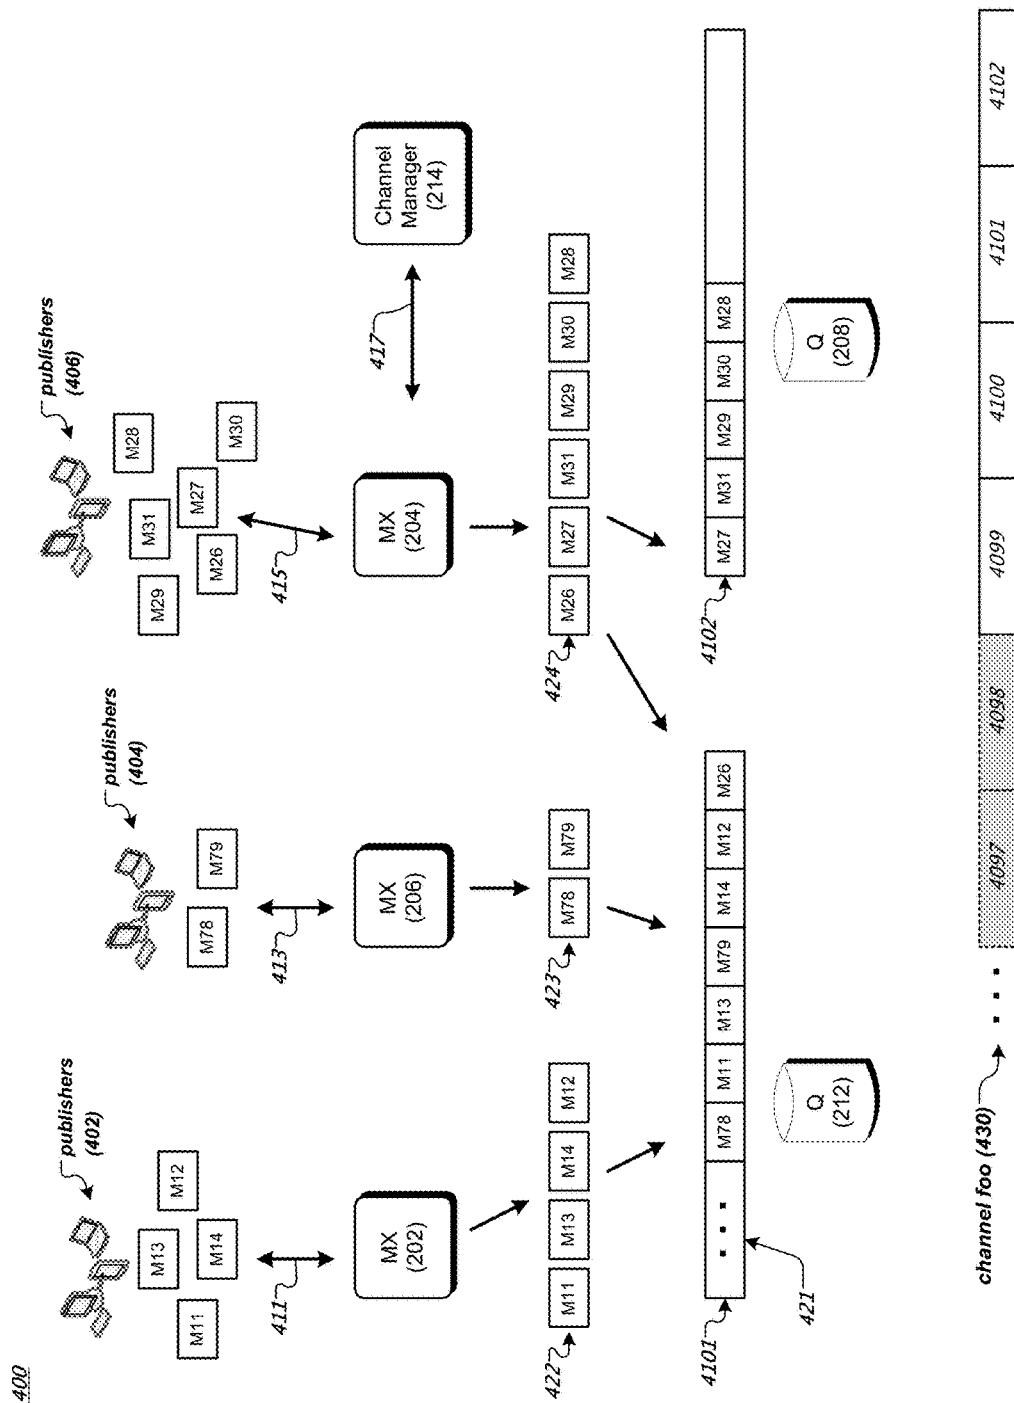 400
publishers
(402)
publishers
(404)
publishers
(406)
M11
M13
M14
M12
M78
M79
M29
M26
M31
M27
M28
M30
411
413
415
417
MX
(202)
MX
(206)
MX
(204)
Channel
Manager
(214)
422
M11
M13
M14
M12
423
M78
M79
424
M26
M27
M31
M29
M30
M28
4101
421
M78
M11
M13
M79
M14
M12
M26
4102
M27
M31
M29
M30
M28
Q
(212)
Q
(208)
channel foo (430)
4097
4098
4099
4100
4101
4102